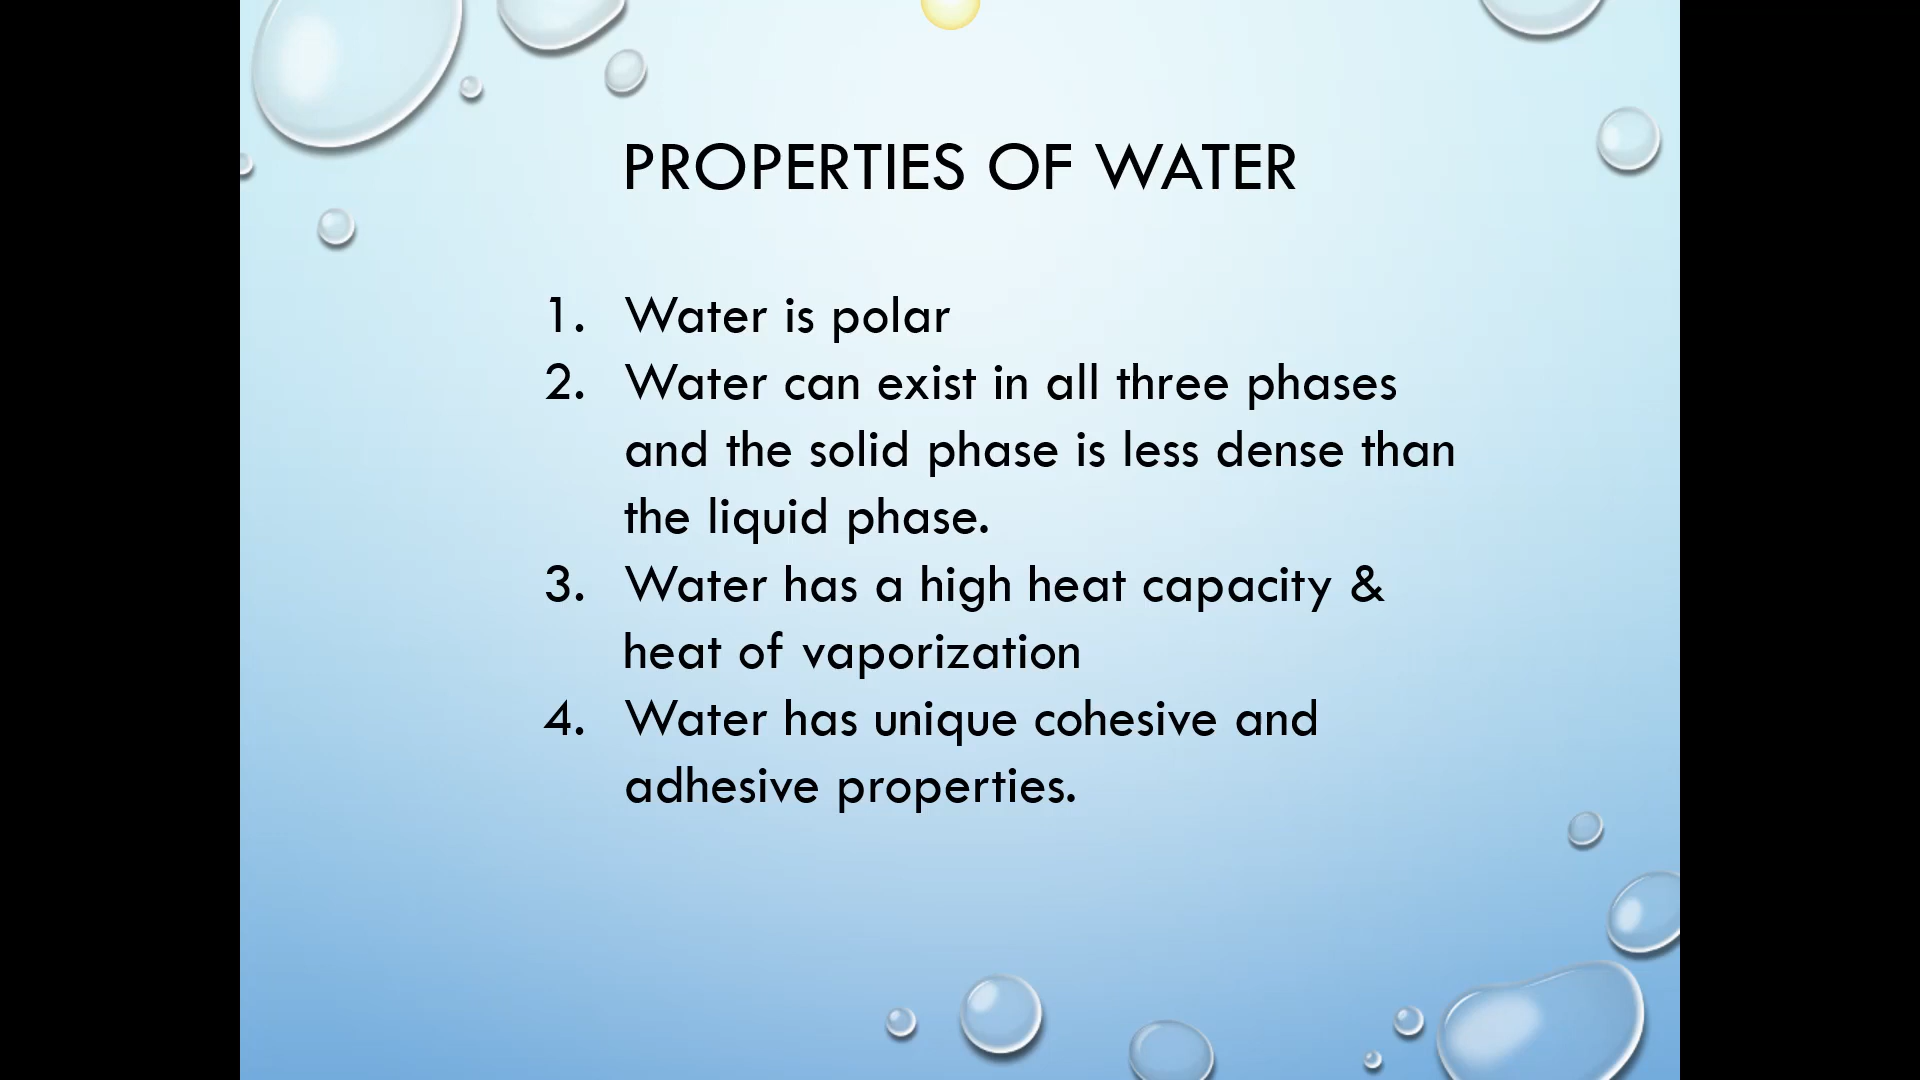 PROPERTIES OF WATER
1. Water is polar
2. Water can exist in all three phases
and the solid phase is less dense than
the liquid phase.
3. Water has a high heat capacity &
heat of vaporization
4. Water has unique cohesive and
adhesive properties.